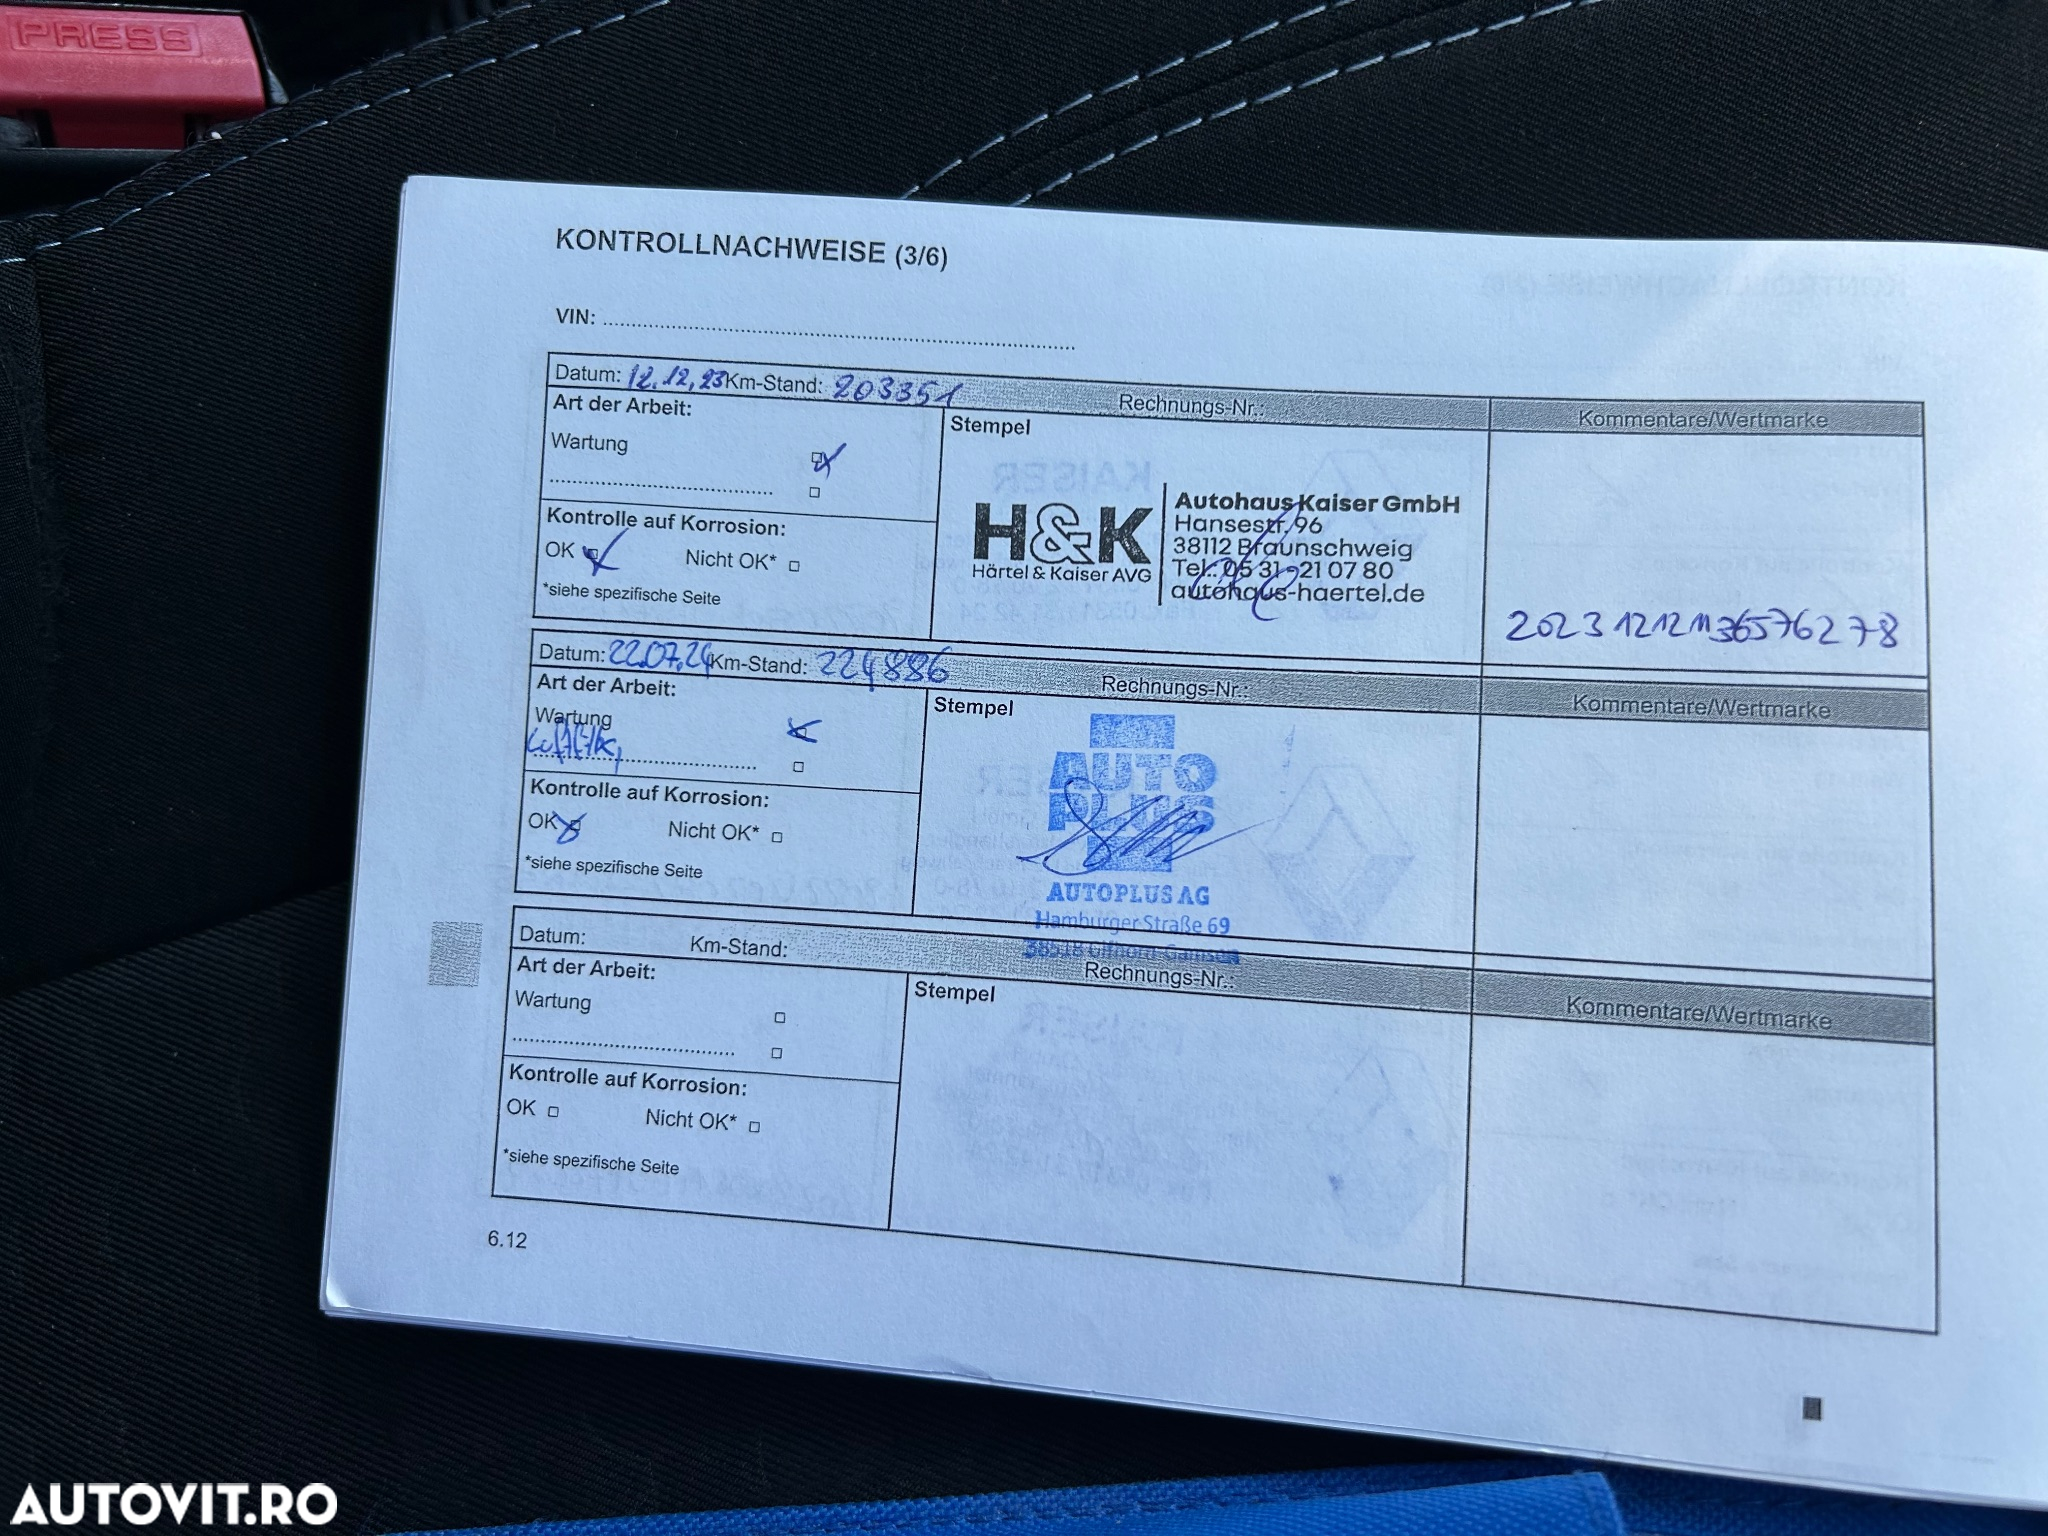 PRESS
KONTROLLNACHWEISE (3/6)
VIN: ........................................................................
Datum: 12.12.23 Km-Stand: 203351 Rechnungs-Nr.: Kommentare/Wertmarke
Art der Arbeit:
Stempel
Wartung
H&K
Härtel & Kaiser AVG
Autohaus Kaiser GmbH
Hansestr. 96
38112 Braunschweig
Tel.: 05 31 - 21 07 80
autohaus-haertel.de
Kontrolle auf Korrosion:
OK Nicht OK*
*siehe spezifische Seite
202312121136576278
Datum: 22.07.24 Km-Stand: 224886 Rechnungs-Nr.: Kommentare/Wertmarke
Art der Arbeit:
Stempel
Wartung
AUTO
PLUS
AUTOPLUS AG
Hamburger Straße 69
38518 Gifhorn-Gamsen
Kontrolle auf Korrosion:
OK Nicht OK*
*siehe spezifische Seite
Datum: Km-Stand: Rechnungs-Nr.: Kommentare/Wertmarke
Art der Arbeit:
Stempel
Wartung
Kontrolle auf Korrosion:
OK Nicht OK*
*siehe spezifische Seite
6.12
AUTOVIT.RO